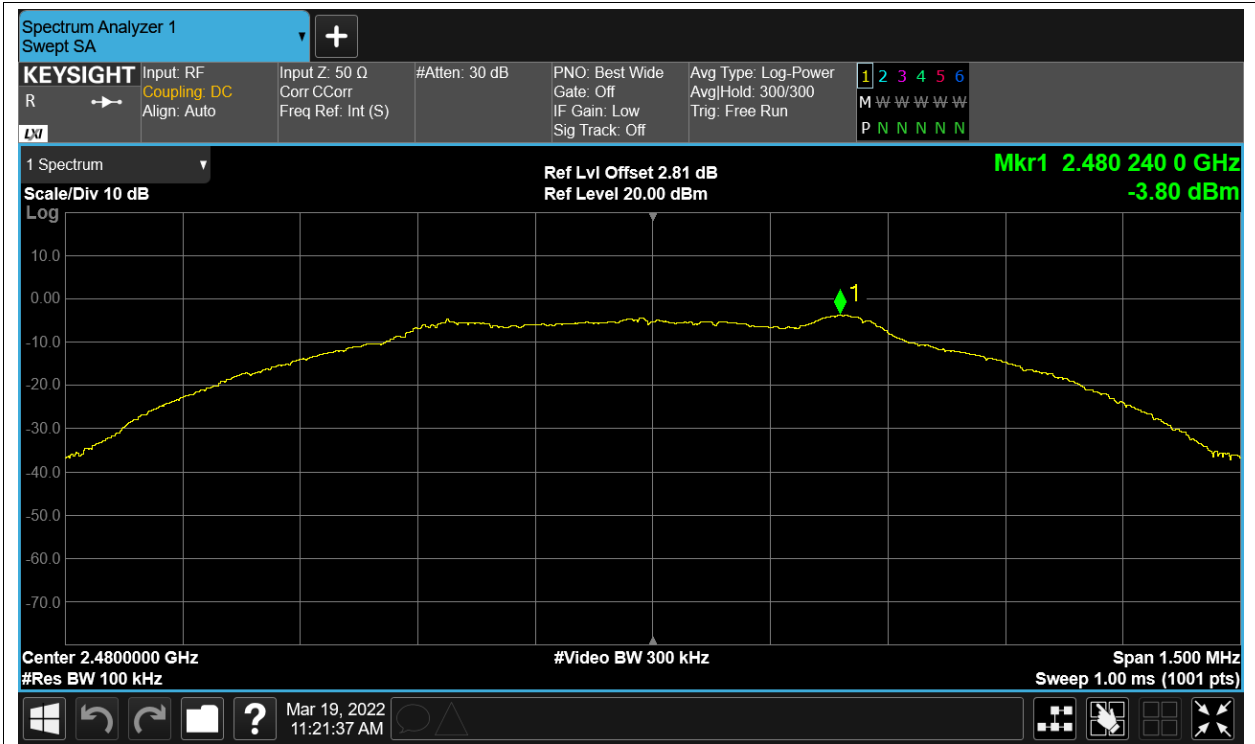 Spectrum Analyzer 1
Swept SA
KEYSIGHT
R
LXI
Input: RF
Coupling: DC
Align: Auto
Input Z: 50 Ω
Corr CCorr
Freq Ref: Int (S)
#Atten: 30 dB
PNO: Best Wide
Gate: Off
IF Gain: Low
Sig Track: Off
Avg Type: Log-Power
Avg|Hold: 300/300
Trig: Free Run
1 2 3 4 5 6
M W W W W W W
P N N N N N
1 Spectrum
Scale/Div 10 dB
Log
Ref Lvl Offset 2.81 dB
Ref Level 20.00 dBm
Mkr1 2.480 240 0 GHz
-3.80 dBm
10.0
0.00
-10.0
-20.0
-30.0
-40.0
-50.0
-60.0
-70.0
1
Center 2.4800000 GHz
#Res BW 100 kHz
#Video BW 300 kHz
Span 1.500 MHz
Sweep 1.00 ms (1001 pts)
?
Mar 19, 2022
11:21:37 AM